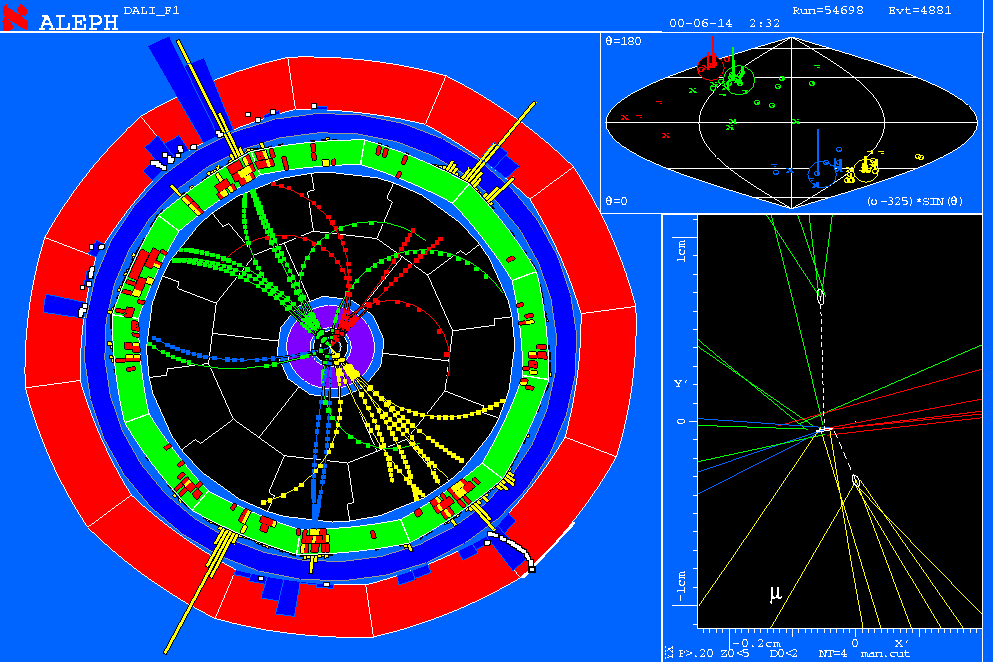 ALEPH DALI_F1 Run=54698 Evt=4881
00-06-14 2:32
θ=180
θ=0
(φ-325)*SIN(θ)
1cm
Y'
0
-1cm
μ
-0.2cm 0 X'
YX P>.20 Z0<5 D0<2 NT=4 man.cut